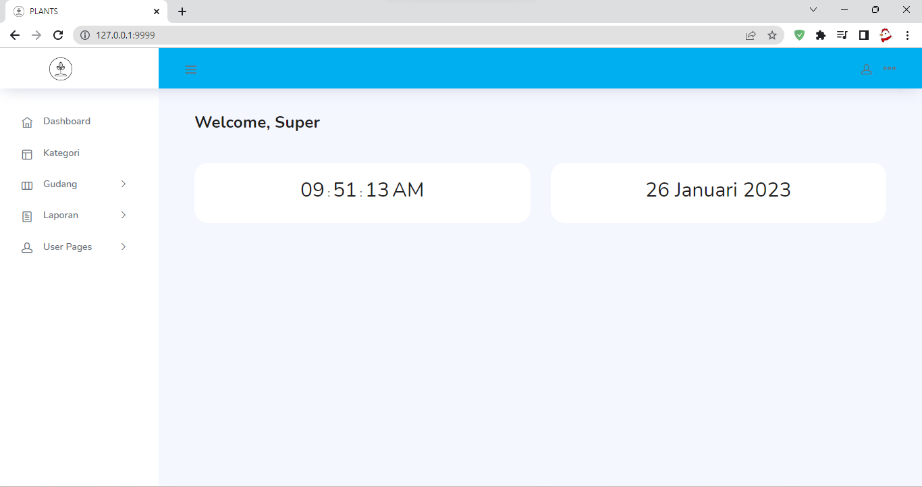 PLANTS
127.0.0.1:9999
Dashboard
Kategori
Gudang
Laporan
User Pages
Welcome, Super
09:51:13 AM
26 Januari 2023